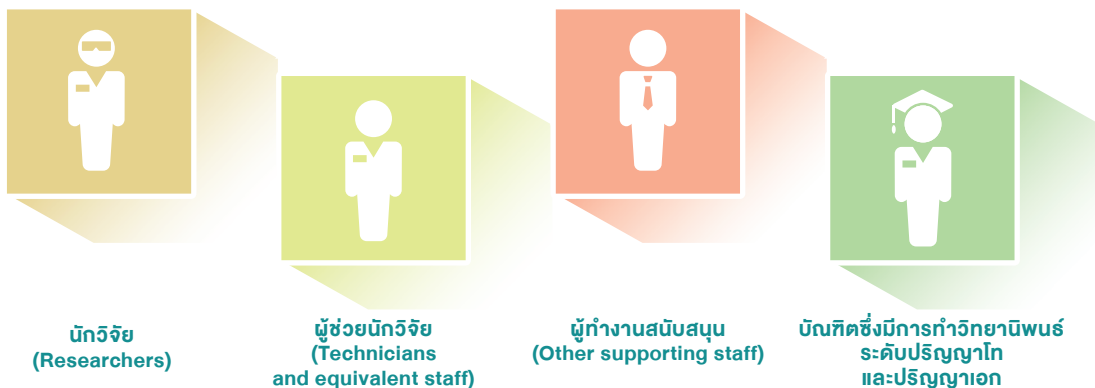 นักวิจัย
(Researchers)
ผู้ช่วยนักวิจัย
(Technicians
and equivalent staff)
ผู้ทำงานสนับสนุน
(Other supporting staff)
บัณฑิตซึ่งมีการทำวิทยานิพนธ์
ระดับปริญญาโท
และปริญญาเอก